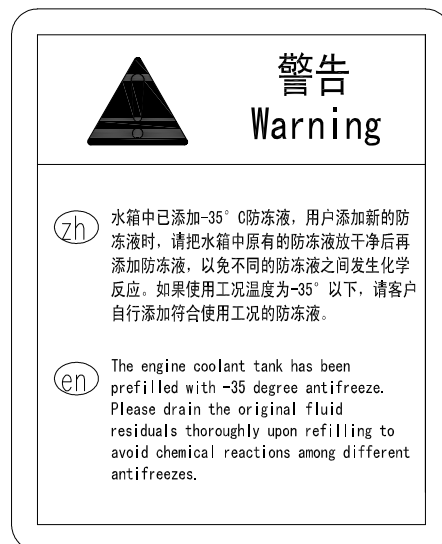 警告
Warning
zh
水箱中已添加-35°C防冻液，用户添加新的防
冻液时，请把水箱中原有的防冻液放干净后再
添加防冻液，以免不同的防冻液之间发生化学
反应。如果使用工况温度为-35°以下，请客户
自行添加符合使用工况的防冻液。
en
The engine coolant tank has been
prefilled with -35 degree antifreeze.
Please drain the original fluid
residuals thoroughly upon refilling to
avoid chemical reactions among different
antifreezes.